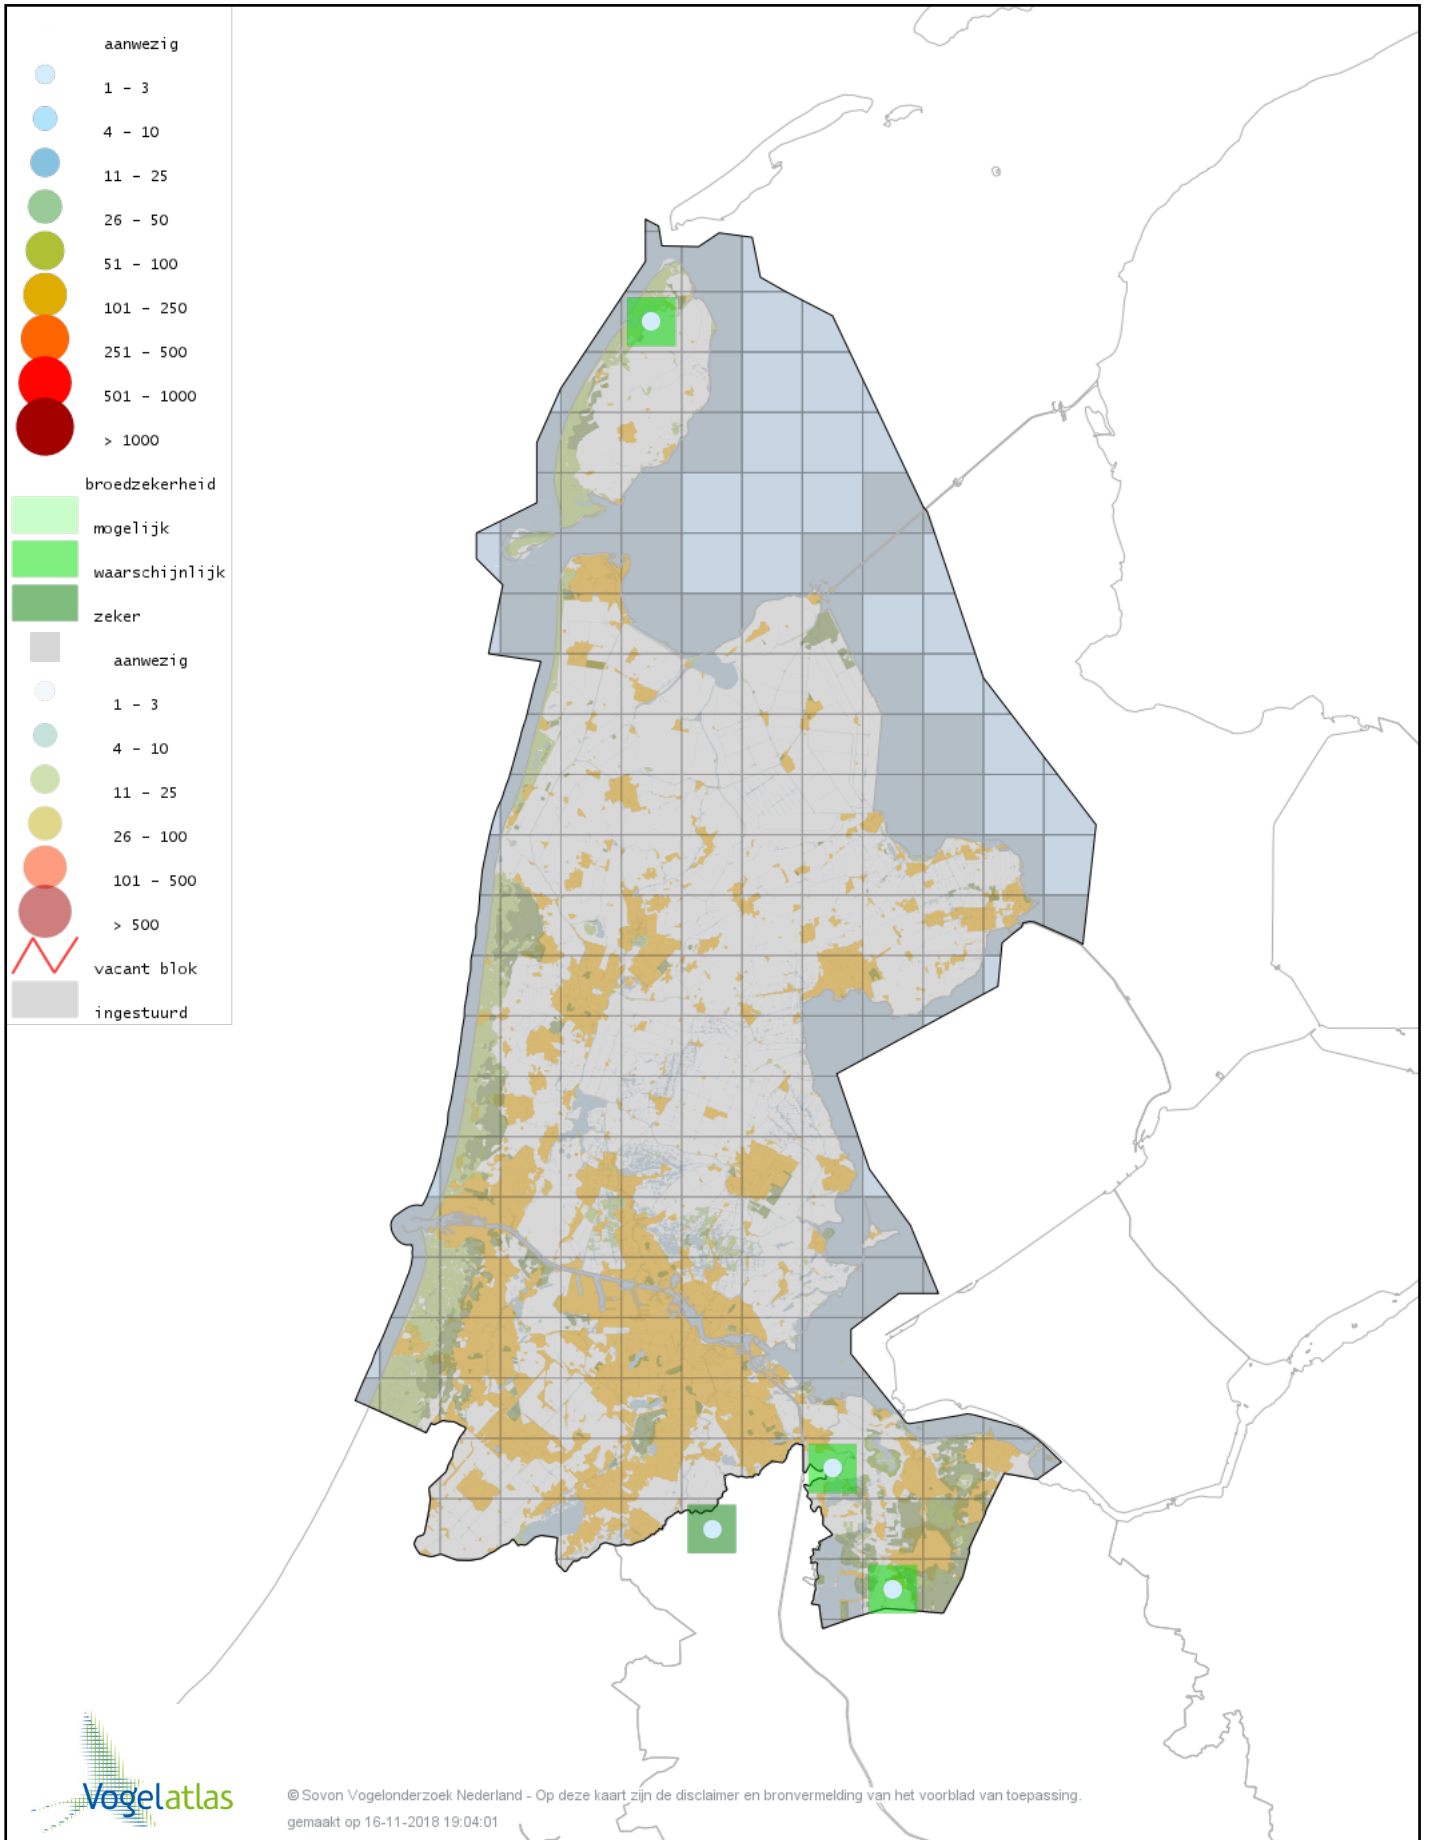 aanwezig
1 - 3
4 - 10
11 - 25
26 - 50
51 - 100
101 - 250
251 - 500
501 - 1000
> 1000
broedzekerheid
mogelijk
waarschijnlijk
zeker
aanwezig
1 - 3
4 - 10
11 - 25
26 - 100
101 - 500
> 500
vacant blok
ingestuurd
Vogelatlas
© Sovon Vogelonderzoek Nederland - Op deze kaart zijn de disclaimer en bronvermelding van het voorblad van toepassing.
gemaakt op 16-11-2018 19:04:01